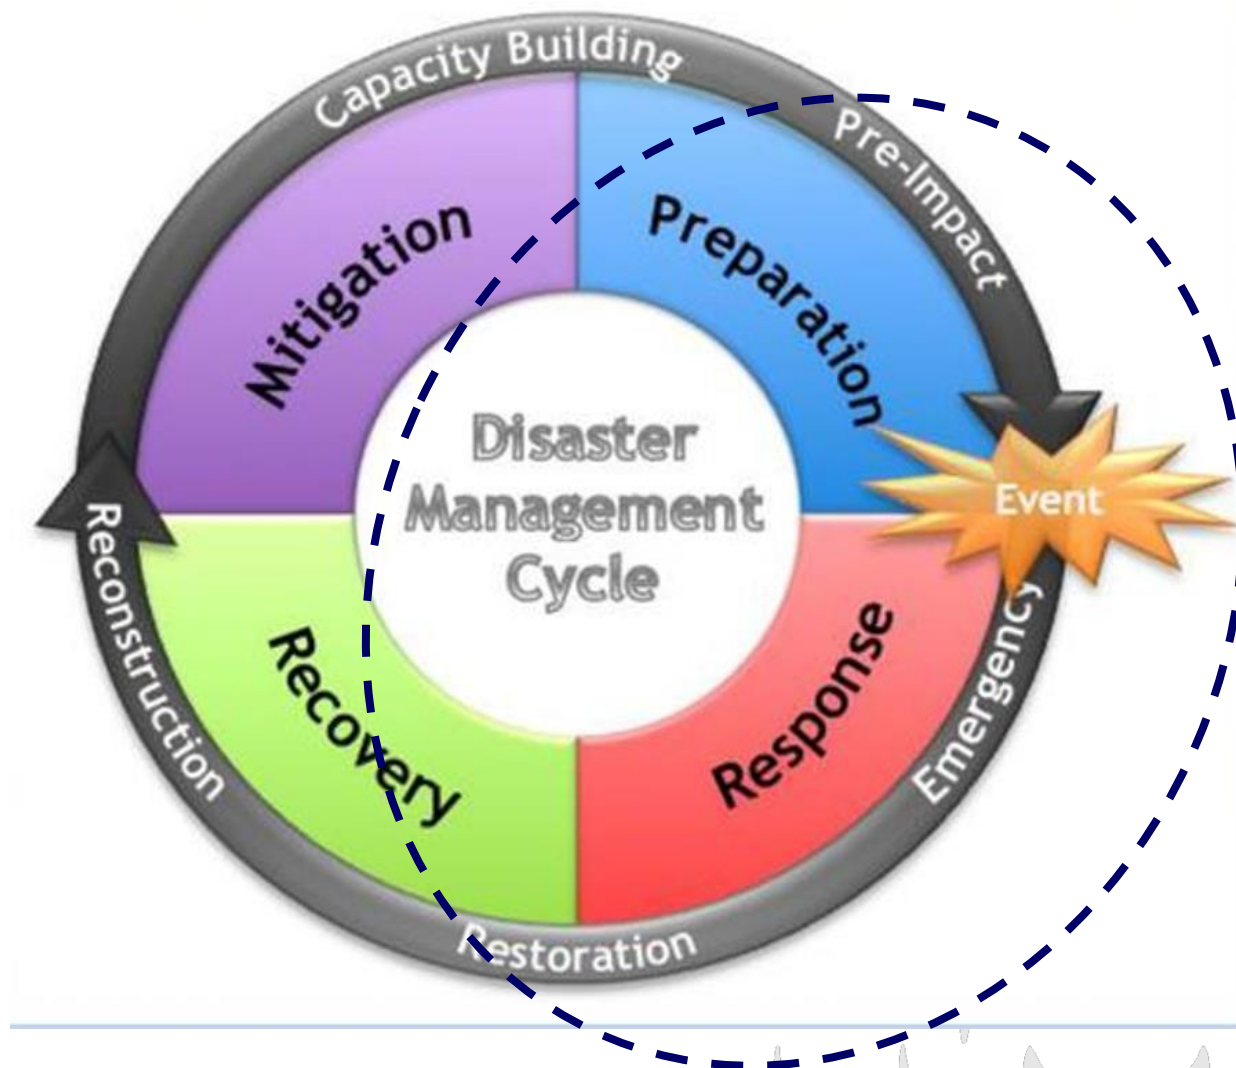 Capacity Building
Pre-Impact
Mitigation
Preparation
Disaster
Management
Cycle
Event
Reconstruction
Recovery
Response
Emergency
Restoration